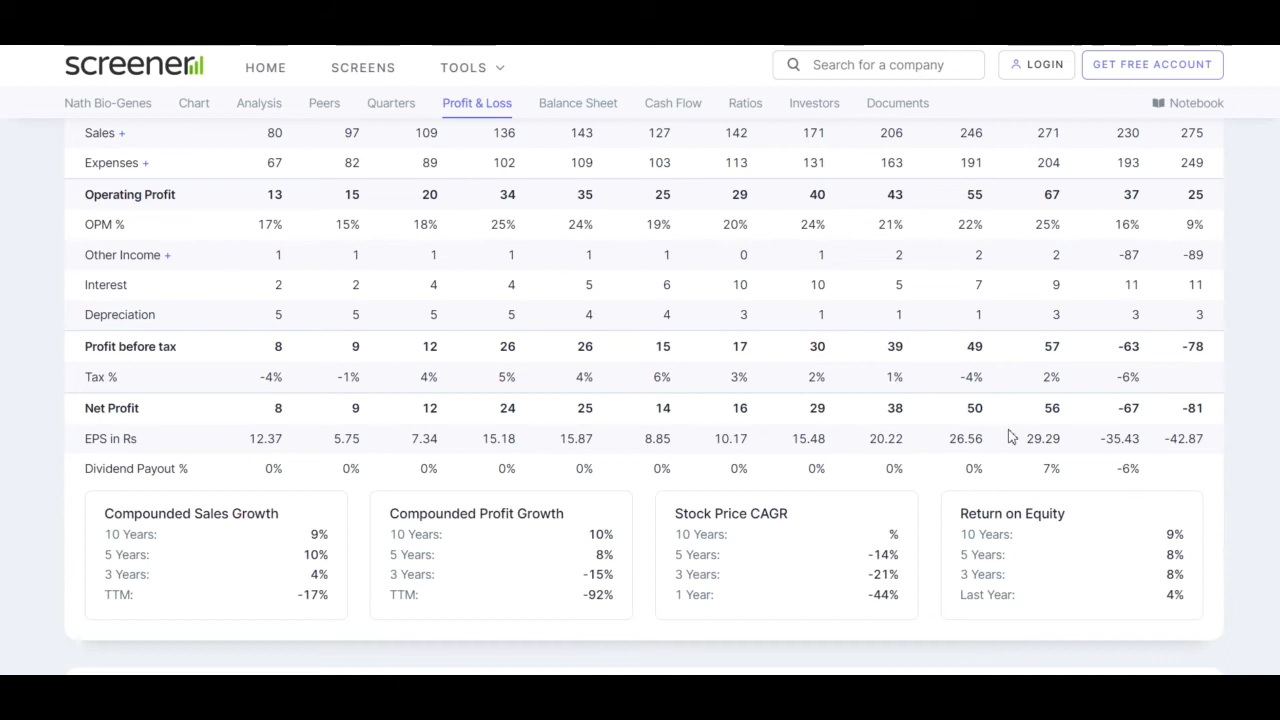 screener
HOME SCREENS TOOLS
Search for a company
LOGIN
GET FREE ACCOUNT
Nath Bio-Genes Chart Analysis Peers Quarters Profit & Loss Balance Sheet Cash Flow Ratios Investors Documents Notebook
Sales + 80 97 109 136 143 127 142 171 206 246 271 230 275
Expenses + 67 82 89 102 109 103 113 131 163 191 204 193 249
Operating Profit 13 15 20 34 35 25 29 40 43 55 67 37 25
OPM % 17% 15% 18% 25% 24% 19% 20% 24% 21% 22% 25% 16% 9%
Other Income + 1 1 1 1 1 1 0 1 2 2 2 -87 -89
Interest 2 2 4 4 5 6 10 10 5 7 9 11 11
Depreciation 5 5 5 5 4 4 3 1 1 1 3 3 3
Profit before tax 8 9 12 26 26 15 17 30 39 49 57 -63 -78
Tax % -4% -1% 4% 5% 4% 6% 3% 2% 1% -4% 2% -6%
Net Profit 8 9 12 24 25 14 16 29 38 50 56 -67 -81
EPS in Rs 12.37 5.75 7.34 15.18 15.87 8.85 10.17 15.48 20.22 26.56 29.29 -35.43 -42.87
Dividend Payout % 0% 0% 0% 0% 0% 0% 0% 0% 0% 0% 7% -6%
Compounded Sales Growth
10 Years: 9%
5 Years: 10%
3 Years: 4%
TTM: -17%
Compounded Profit Growth
10 Years: 10%
5 Years: 8%
3 Years: -15%
TTM: -92%
Stock Price CAGR
10 Years: %
5 Years: -14%
3 Years: -21%
1 Year: -44%
Return on Equity
10 Years: 9%
5 Years: 8%
3 Years: 8%
Last Year: 4%